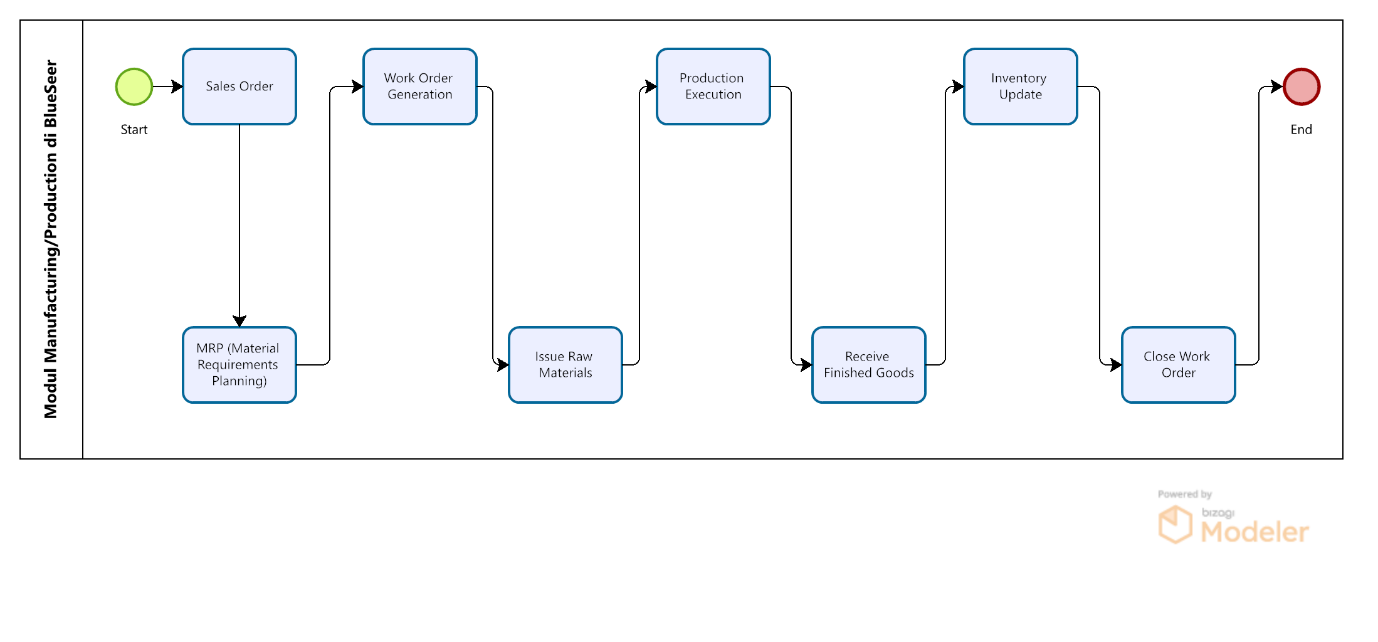 Modul Manufacturing/Production di BlueSeer
Start
Sales Order
MRP (Material
Requirements
Planning)
Work Order
Generation
Issue Raw
Materials
Production
Execution
Receive
Finished Goods
Inventory
Update
Close Work
Order
End
Powered by
bizagi
Modeler